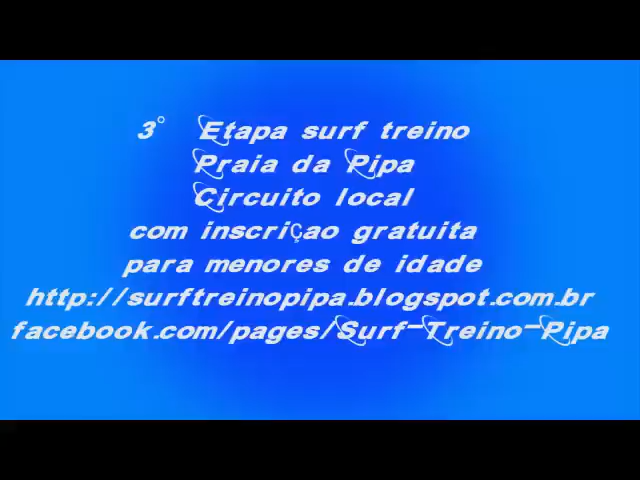 3° Etapa surf treino
Praia da Pipa
Circuito local
com inscriçao gratuita
para menores de idade
http://surftreinopipa.blogspot.com.br
facebook.com/pages/Surf-Treino-Pipa